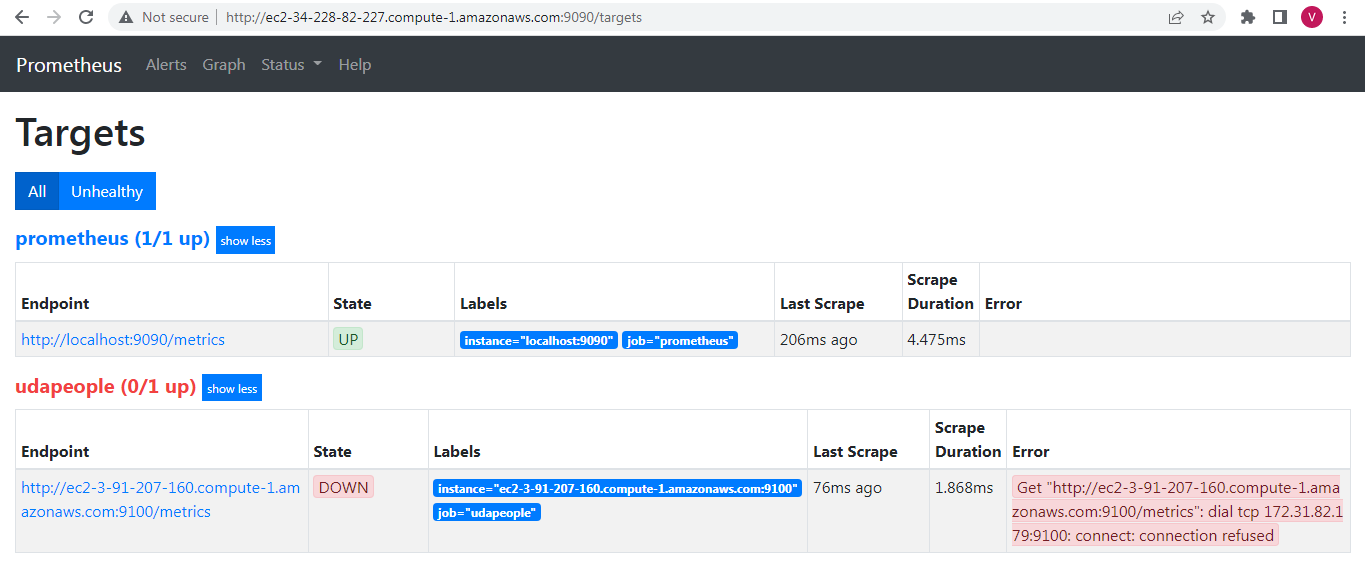 Not secure | http://ec2-34-228-82-227.compute-1.amazonaws.com:9090/targets
V
Prometheus Alerts Graph Status Help
Targets
All Unhealthy
prometheus (1/1 up) show less
Endpoint State Labels Last Scrape Scrape Duration Error
http://localhost:9090/metrics UP instance="localhost:9090" job="prometheus" 206ms ago 4.475ms
udapeople (0/1 up) show less
Endpoint State Labels Last Scrape Scrape Duration Error
http://ec2-3-91-207-160.compute-1.am
azonaws.com:9100/metrics
DOWN
instance="ec2-3-91-207-160.compute-1.amazonaws.com:9100"
job="udapeople"
76ms ago
1.868ms
Get "http://ec2-3-91-207-160.compute-1.ama
zonaws.com:9100/metrics": dial tcp 172.31.82.1
79:9100: connect: connection refused